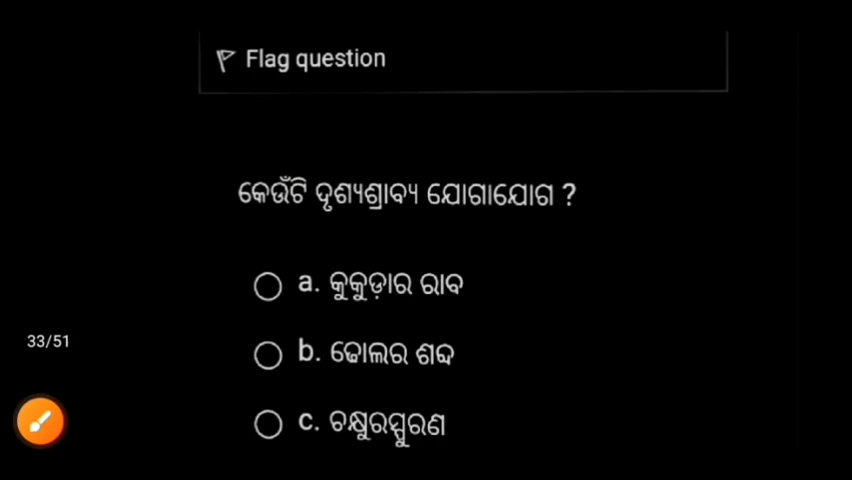 Flag question
କେଉଁଟି ଦୃଶ୍ୟଶ୍ରାବ୍ୟ ଯୋଗାଯୋଗ ?
a. କୁକୁଡ଼ାର ରାବ
b. ଢୋଲର ଶବ୍ଦ
33/51
c. ଚକ୍ଷୁରସ୍ଫୁରଣ